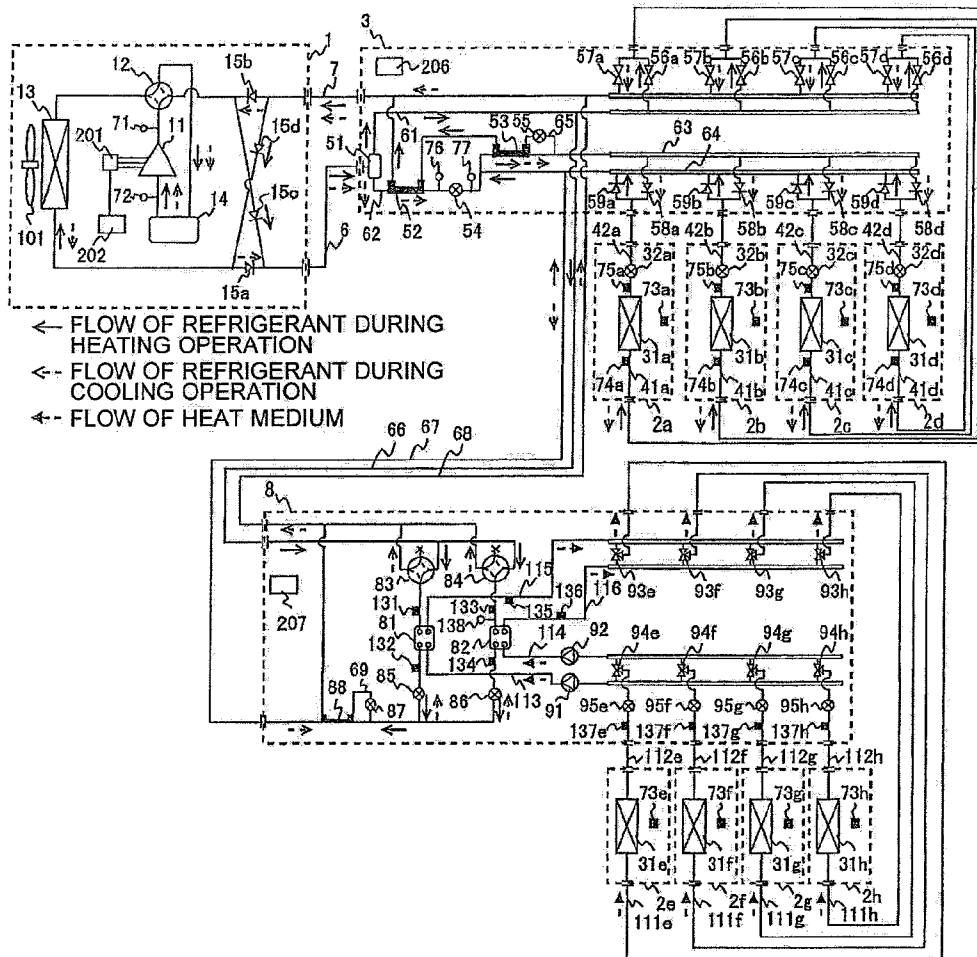 3 57a 56a 57b 56b 57c 56c 57d 56d
12 15b 1 7 206
13 71 11 15d 51 61 53 55 65 63
201 76 77 64
72 14 15c 59a 59b 59c 59d
101 202 15a 6 62 52 54 58a 58b 58c 58d
42a 32a 42b 32b 42c 32c 42d 32d
75a 73a 75b 73b 75c 73c 75d 73d
FLOW OF REFRIGERANT DURING
HEATING OPERATION
FLOW OF REFRIGERANT DURING
COOLING OPERATION
FLOW OF HEAT MEDIUM
31a 31b 31c 31d
74a 41a 74b 41b 74c 41c 74d 41d
2a 2b 2c 2d
66 67 68
8
83 84 115 93e 93f 93g 93h
207 131 133 135 136 116
81 138 114 92 94e 94f 94g 94h
132 82
69 134
88 85 86 113
87 91 95e 95f 95g 95h
137e 137f 137g 137h
112e 112f 112g 112h
73e 73f 73g 73h
31e 31f 31g 31h
2e 2f 2g 2h
111e 111f 111g 111h